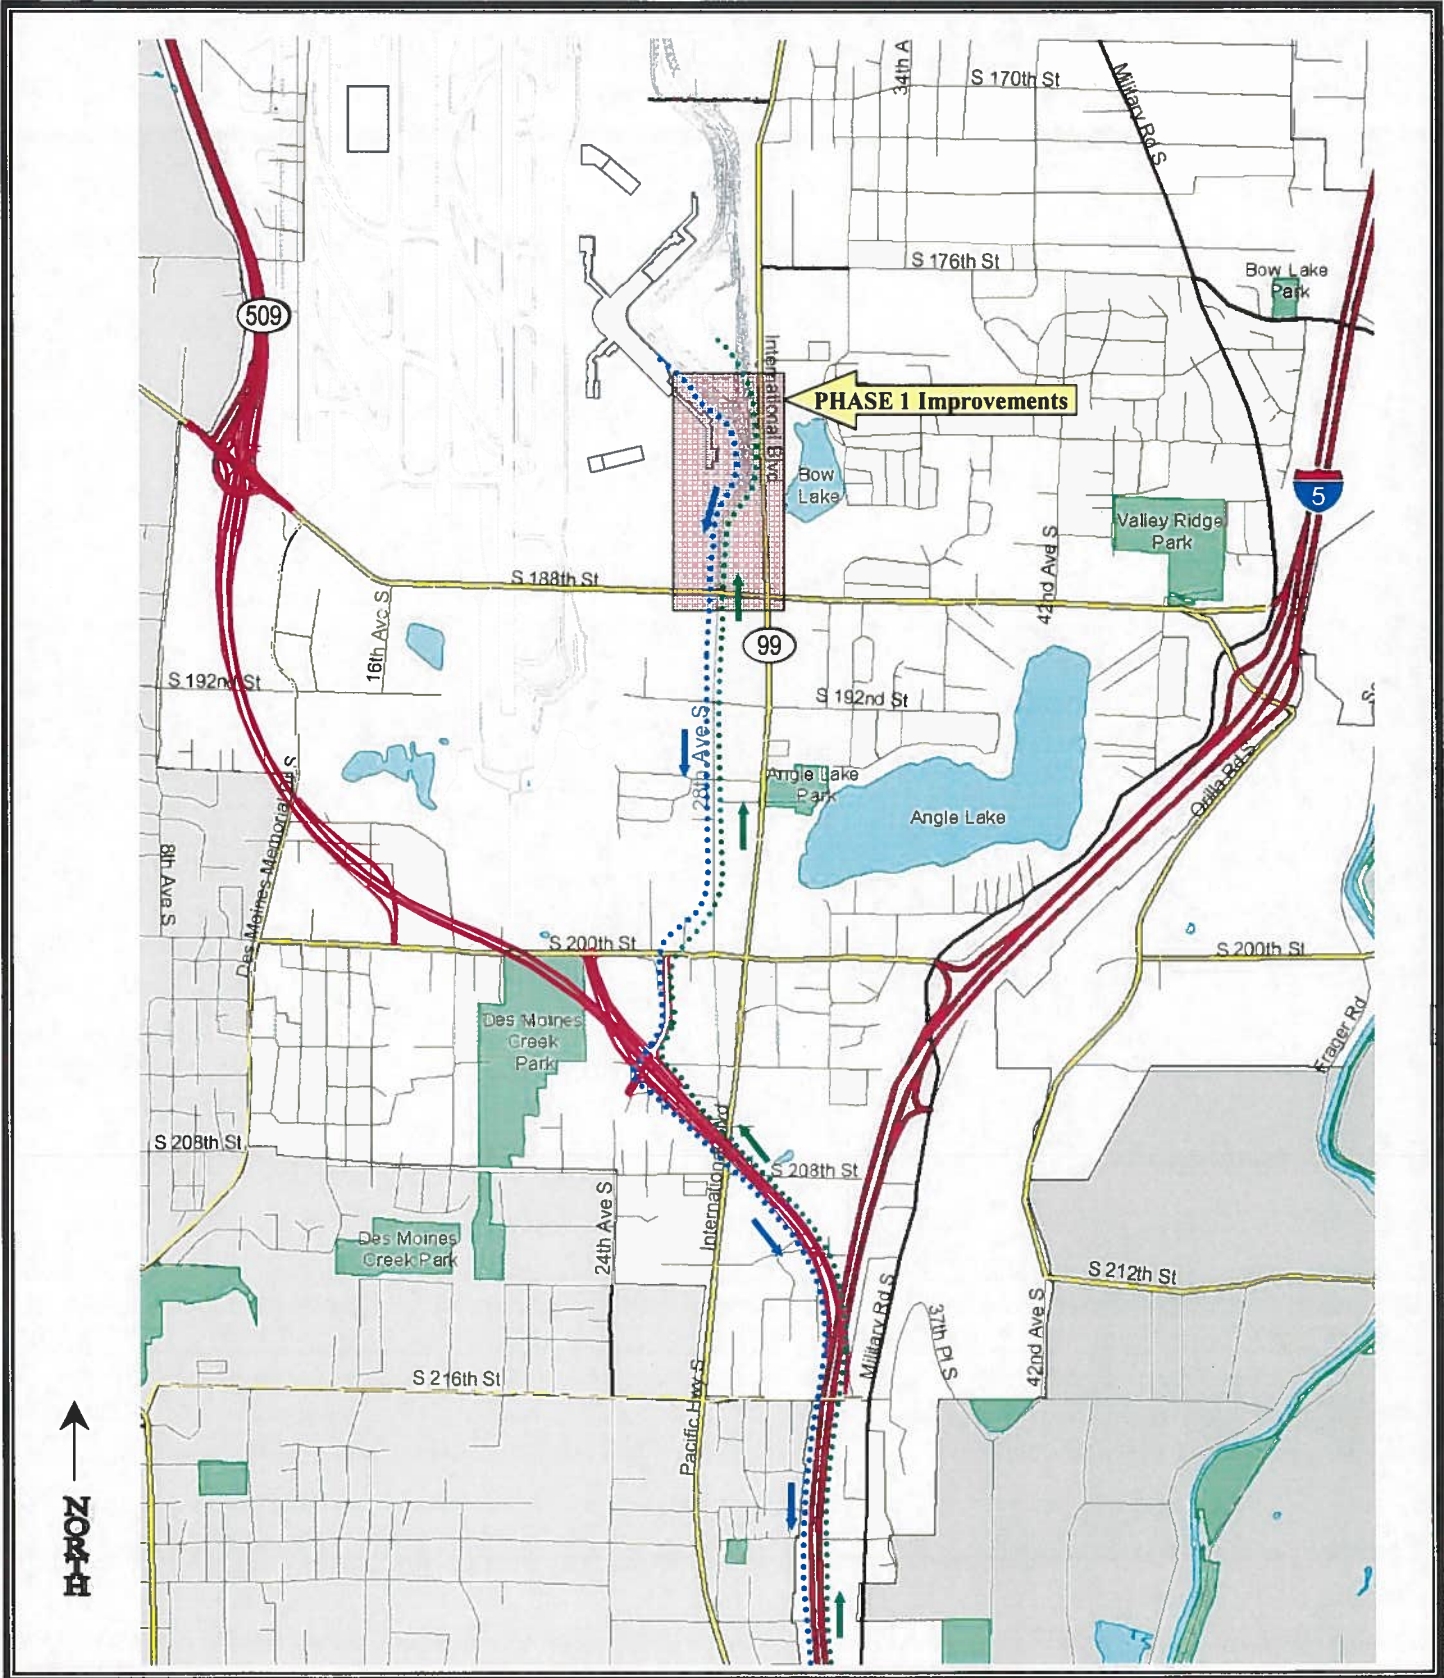 34th A
S 170th St
Military Rd S
S 176th St
Bow Lake
Park
509
International Blvd
PHASE 1 Improvements
Bow
Lake
5
Valley Ridge
Park
42nd Ave S
S 188th St
16th Ave S
99
S 192nd St
S 192nd St
28th Ave S
Angle Lake
Park
Angle Lake
Orilla Rd S
8th Ave S
Des Moines Memorial
S 200th St
S 200th St
Des Moines
Creek
Park
Frager Rd
S 208th St
S 208th St
24th Ave S
Des Moines
Creek Park
S 212th St
Military Rd S
37th Pl S
42nd Ave S
S 216th St
Pacific Hwy S
NORTH